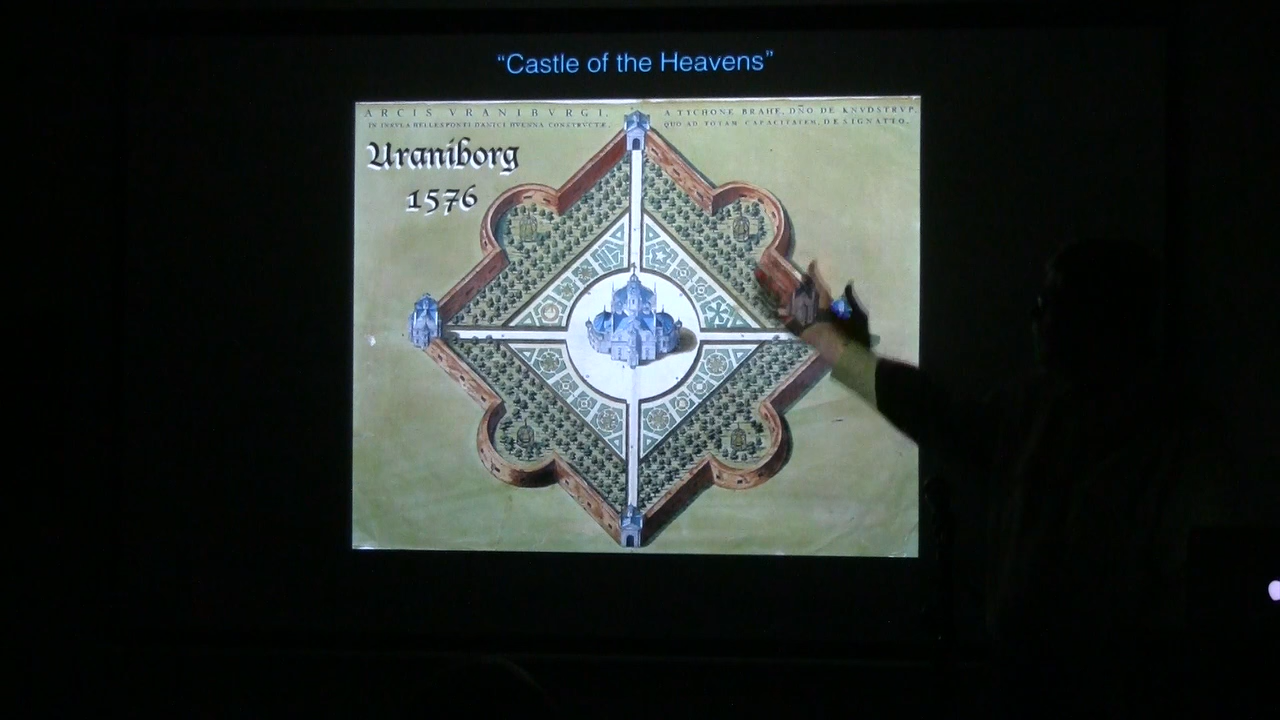 “Castle of the Heavens”
ARCIS VRANIBVRGI, A TYCHONE BRAHE, DÑO DE KNVDSTRVP,
IN INSVLA HELLESPONTI DANICI HVENNA CONSTRVCTÆ, QUO AD TOTAM CAPACITATEM, DESIGNATIO.
Uraniborg
1576